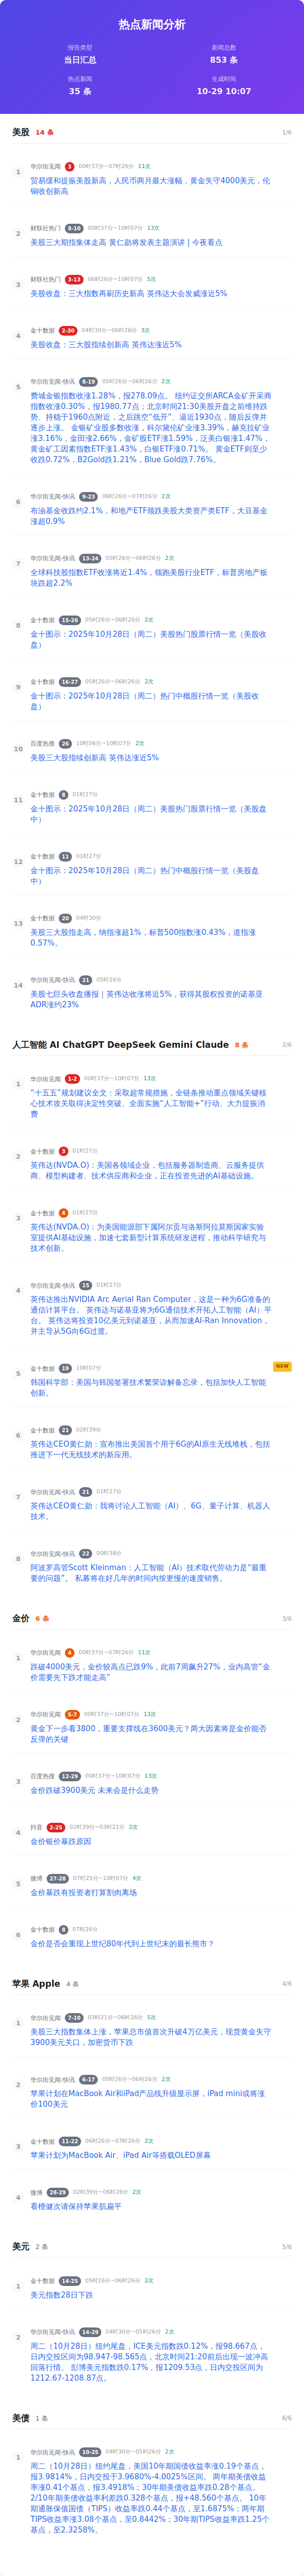 热点新闻分析
报告类型
当日汇总
新闻总数
853 条
热点新闻
35 条
生成时间
10-29 10:07
美股 14 条 1/6
1
华尔街见闻 3 00时37分~07时26分 11次
贸易缓和提振美股新高，人民币两月最大涨幅，黄金失守4000美元，伦
铜收创新高
2
财联社热门 8-10 00时37分~10时07分 13次
美股三大期指集体走高 黄仁勋将发表主题演讲 | 今夜看点
3
财联社热门 3-13 06时26分~10时07分 5次
美股收盘：三大指数再刷历史新高 英伟达大会发威涨近5%
4
金十数据 2-30 04时30分~06时26分 3次
美股收盘：三大股指续创新高 英伟达涨近5%
5
华尔街见闻-快讯 8-19 05时26分~06时26分 2次
费城金银指数收涨1.28%，报278.09点。 纽约证交所ARCA金矿开采商
指数收涨0.30%，报1980.77点；北京时间21:30美股开盘之前维持跌
势、持稳于1960点附近，之后跳空“低开”、逼近1930点，随后反弹并
逐步上涨。 金银矿业股多数收涨，科尔黛伦矿业涨3.39%，赫克拉矿业
涨3.16%，金田涨2.66%，金矿股ETF涨1.59%，泛美白银涨1.47%，
黄金矿工因素指数ETF涨1.43%，白银ETF涨0.71%。 黄金ETF则至少
收跌0.72%，B2Gold跌1.21%，Blue Gold跌7.76%。
6
华尔街见闻-快讯 9-23 06时26分~07时26分 2次
布油基金收跌约2.1%，和地产ETF领跌美股大类资产类ETF，大豆基金
涨超0.9%
7
华尔街见闻-快讯 13-24 05时26分~06时26分 2次
全球科技股指数ETF收涨将近1.4%，领跑美股行业ETF，标普房地产板
块跌超2.2%
8
金十数据 15-26 05时26分~06时26分 2次
金十图示：2025年10月28日（周二）美股热门股票行情一览（美股收
盘）
9
金十数据 16-27 05时26分~06时26分 2次
金十图示：2025年10月28日（周二）热门中概股行情一览（美股收
盘）
10
百度热搜 26 10时06分~10时07分 2次
美股三大股指续创新高 英伟达涨近5%
11
金十数据 8 01时27分
金十图示：2025年10月28日（周二）美股热门股票行情一览（美股盘
中）
12
金十数据 11 01时27分
金十图示：2025年10月28日（周二）热门中概股行情一览（美股盘
中）
13
金十数据 20 04时30分
美股三大股指走高，纳指涨超1%，标普500指数涨0.43%，道指涨
0.57%。
14
华尔街见闻-快讯 21 05时26分
美股七巨头收盘播报｜英伟达收涨将近5%，获得其股权投资的诺基亚
ADR涨约23%
人工智能 AI ChatGPT DeepSeek Gemini Claude 8 条 2/6
1
华尔街见闻 1-2 00时37分~10时07分 13次
“十五五”规划建议全文：采取超常规措施，全链条推动重点领域关键核
心技术攻关取得决定性突破、全面实施“人工智能+”行动、大力提振消
费
2
金十数据 3 01时27分
英伟达(NVDA.O)：美国各领域企业，包括服务器制造商、云服务提供
商、模型构建者、技术供应商和企业，正在投资先进的AI基础设施。
3
金十数据 4 01时27分
英伟达(NVDA.O)：为美国能源部下属阿尔贡与洛斯阿拉莫斯国家实验
室提供AI基础设施，加速七套新型计算系统研发进程，推动科学研究与
技术创新。
4
华尔街见闻-快讯 15 01时27分
英伟达推出NVIDIA Arc Aerial Ran Computer，这是一种为6G准备的
通信计算平台。 英伟达与诺基亚将为6G通信技术开拓人工智能（AI）平
台。 英伟达将投资10亿美元到诺基亚，从而加速AI-Ran Innovation，
并主导从5G向6G过渡。
5
金十数据 19 10时07分 NEW
韩国科学部：美国与韩国签署技术繁荣谅解备忘录，包括加快人工智能
创新。
6
金十数据 21 02时39分
英伟达CEO黄仁勋：宣布推出美国首个用于6G的AI原生无线堆栈，包括
推进下一代无线技术的新应用。
7
华尔街见闻-快讯 21 01时27分
英伟达CEO黄仁勋：我将讨论人工智能（AI）、6G、量子计算、机器人
技术。
8
华尔街见闻-快讯 22 00时38分
阿波罗高管Scott Kleinman：人工智能（AI）技术取代劳动力是“最重
要的问题”。 私募将在好几年的时间内按更慢的速度销售。
金价 6 条 3/6
1
华尔街见闻 4 00时37分~07时26分 11次
跌破4000美元，金价较高点已跌9%，此前7周飙升27%，业内高管“金
价需要先下跌才能走高”
2
华尔街见闻 5-7 00时37分~10时07分 13次
黄金下一步看3800，重要支撑线在3600美元？两大因素将是金价能否
反弹的关键
3
百度热搜 12-29 00时37分~10时07分 13次
金价跌破3900美元 未来会是什么走势
4
抖音 2-25 02时39分~03时21分 2次
金价银价暴跌原因
5
微博 27-28 07时25分~10时07分 4次
金价暴跌有投资者打算割肉离场
6
金十数据 8 07时26分
金价是否会重现上世纪80年代到上世纪末的最长熊市？
苹果 Apple 4 条 4/6
1
华尔街见闻 7-10 03时21分~06时26分 5次
美股三大指数集体上涨，苹果总市值首次升破4万亿美元，现货黄金失守
3900美元关口，加密货币下跌
2
华尔街见闻-快讯 6-17 05时26分~06时26分 2次
苹果计划在MacBook Air和iPad产品线升级显示屏，iPad mini或将涨
价100美元
3
金十数据 11-22 06时26分~07时26分 2次
苹果计划为MacBook Air、iPad Air等搭载OLED屏幕
4
微博 28-29 02时39分~06时26分 2次
看檀健次请保持苹果肌扁平
美元 2 条 5/6
1
金十数据 14-25 05时26分~06时26分 2次
美元指数28日下跌
2
华尔街见闻-快讯 14-29 04时30分~05时26分 2次
周二（10月28日）纽约尾盘，ICE美元指数跌0.12%，报98.667点，
日内交投区间为98.947-98.565点，北京时间21:20前后出现一波冲高
回落行情。 彭博美元指数跌0.17%，报1209.53点，日内交投区间为
1212.67-1208.87点。
美债 1 条 6/6
1
华尔街见闻-快讯 10-25 04时30分~05时26分 2次
周二（10月28日）纽约尾盘，美国10年期国债收益率涨0.19个基点，
报3.9814%，日内交投于3.9680%-4.0025%区间。 两年期美债收益
率涨0.41个基点，报3.4918%；30年期美债收益率跌0.28个基点。
2/10年期美债收益率利差跌0.328个基点，报+48.560个基点。 10年
期通胀保值国债（TIPS）收益率跌0.44个基点，至1.6875%；两年期
TIPS收益率涨3.08个基点，至0.8442%；30年期TIPS收益率跌1.25个
基点，至2.3258%。